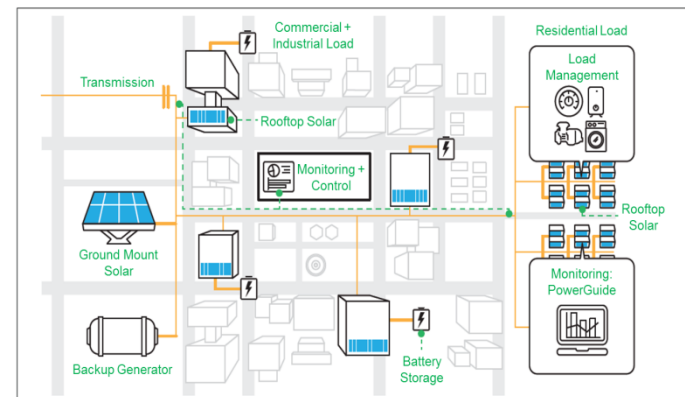 Commercial +
Industrial Load
Residential Load
Load
Management
Transmission
Rooftop Solar
Monitoring +
Control
Rooftop
Solar
Ground Mount
Solar
Monitoring:
PowerGuide
Backup Generator
Battery
Storage